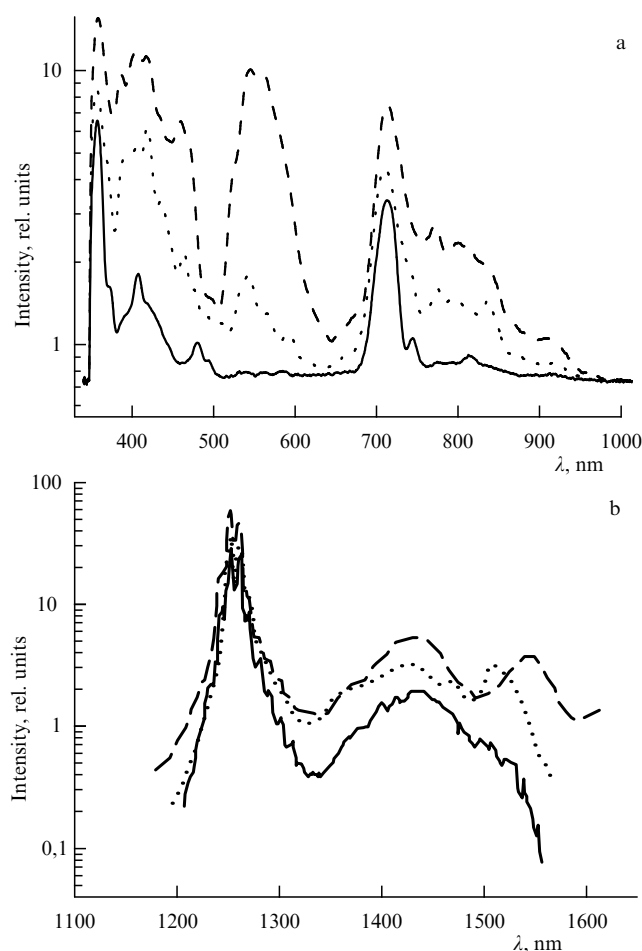 a
10
1
Intensity, rel. units
400 500 600 700 800 900 1000
λ, nm
b
100
10
1
0,1
Intensity, rel. units
1100 1200 1300 1400 1500 1600
λ, nm